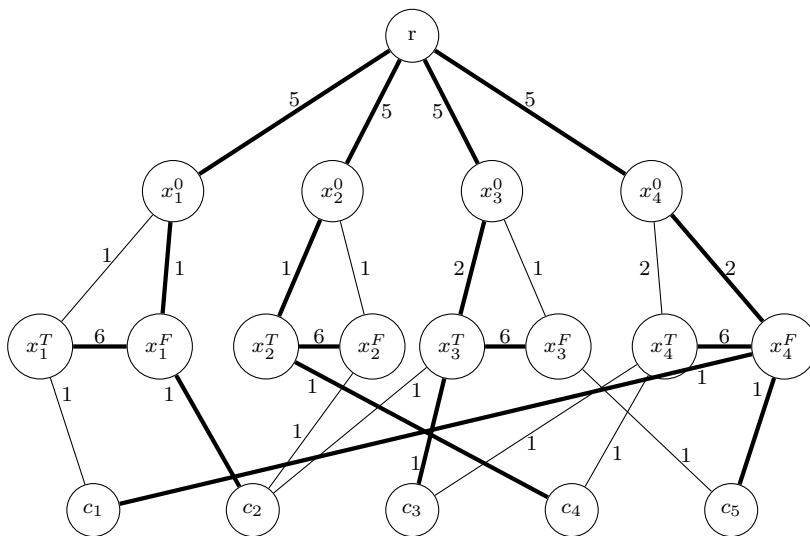 r
5 5 5 5
x_1^0 x_2^0 x_3^0 x_4^0
1 1 1 1 2 1 2 2
x_1^T 6 x_1^F x_2^T 6 x_2^F x_3^T 6 x_3^F x_4^T 6 x_4^F
1 1 1 1 1 1
1 1 1 1 1
c_1 c_2 c_3 c_4 c_5